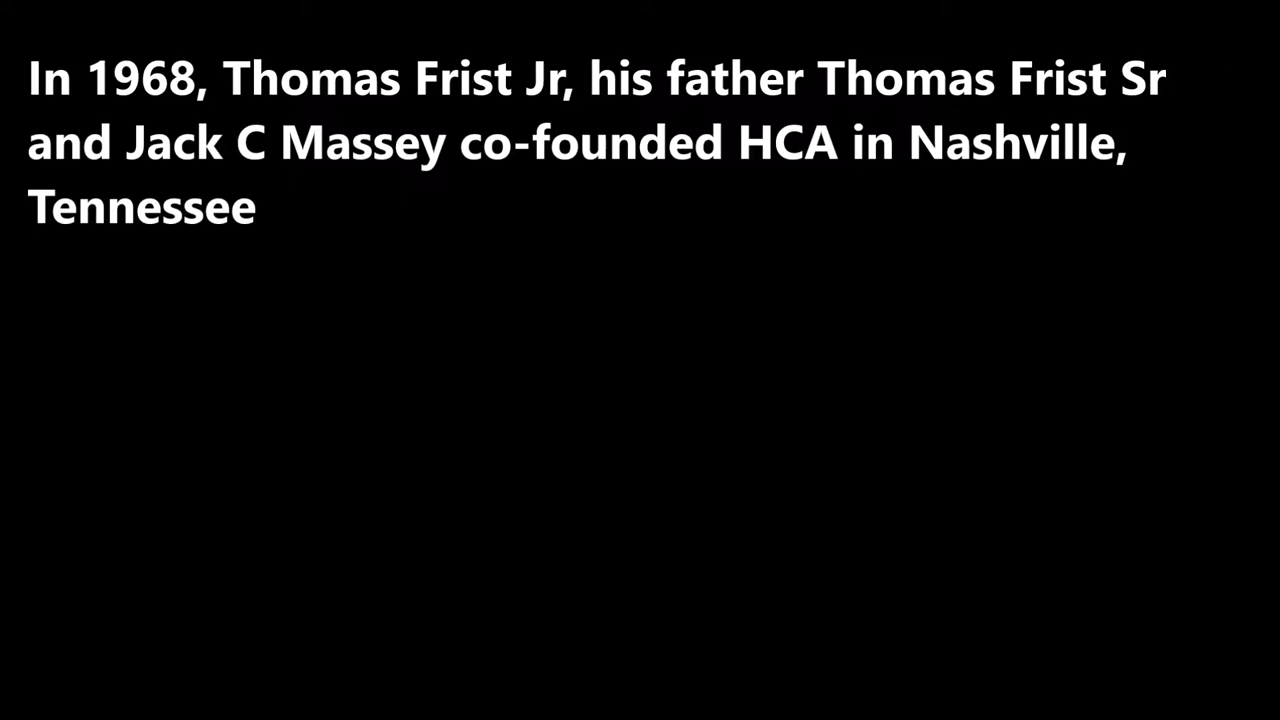 In 1968, Thomas Frist Jr, his father Thomas Frist Sr
and Jack C Massey co-founded HCA in Nashville,
Tennessee